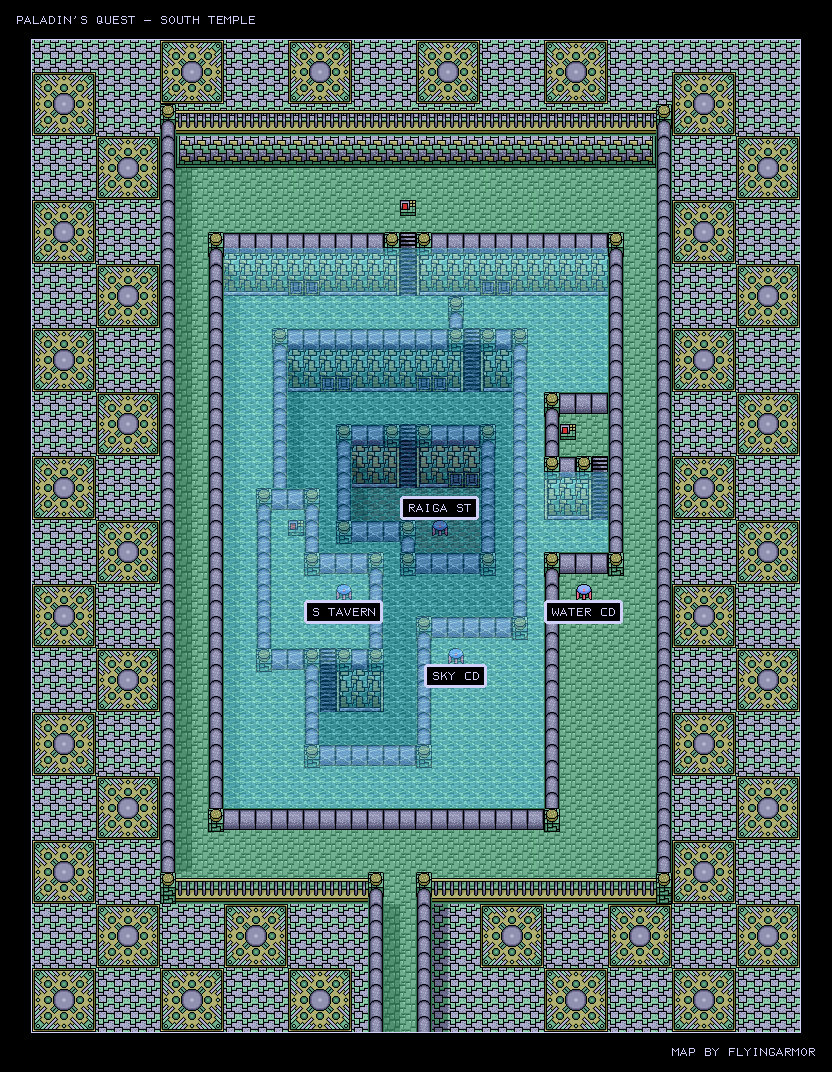 PALADIN'S QUEST – SOUTH TEMPLE
RAIGA ST
S TAVERN
WATER CD
SKY CD
MAP BY FLYINGARMOR